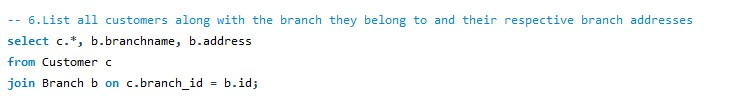 -- 6.List all customers along with the branch they belong to and their respective branch addresses
select c.*, b.branchname, b.address
from Customer c
join Branch b on c.branch_id = b.id;